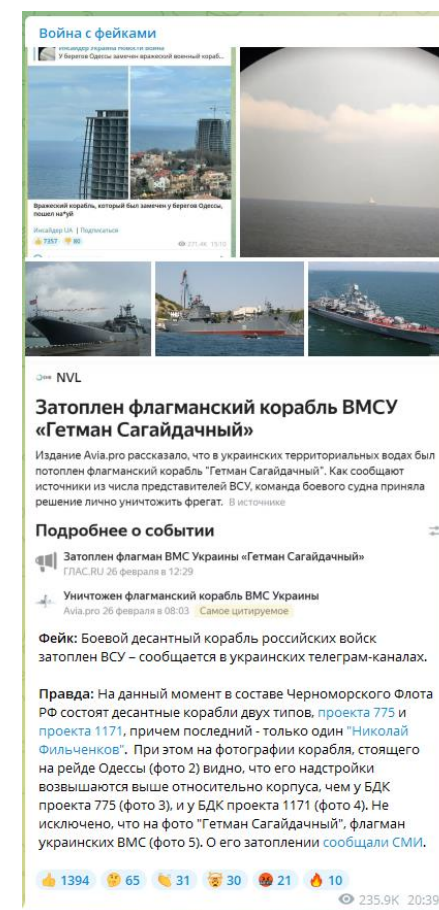 Война с фейками
Инсайдер Украина Новости Война
У берегов Одессы замечен вражеский военный кораб...
Вражеский корабль, который был замечен у берегов Одессы,
пошел на*уй
Инсайдер UA | Подписаться
7357 80 271.4K 15:10
NVL
Затоплен флагманский корабль ВМСУ
«Гетман Сагайдачный»
Издание Avia.pro рассказало, что в украинских территориальных водах был
потоплен флагманский корабль "Гетман Сагайдачный". Как сообщают
источники из числа представителей ВСУ, команда боевого судна приняла
решение лично уничтожить фрегат. В источнике
Подробнее о событии
Затоплен флагман ВМС Украины «Гетман Сагайдачный»
ГЛАС.RU 26 февраля в 12:29
Уничтожен флагманский корабль ВМС Украины
Avia.pro 26 февраля в 08:03 Самое цитируемое
Фейк: Боевой десантный корабль российских войск
затоплен ВСУ – сообщается в украинских телеграм-каналах.
Правда: На данный момент в составе Черноморского Флота
РФ состоят десантные корабли двух типов, проекта 775 и
проекта 1171, причем последний - только один "Николай
Фильченков". При этом на фотографии корабля, стоящего
на рейде Одессы (фото 2) видно, что его надстройки
возвышаются выше относительно корпуса, чем у БДК
проекта 775 (фото 3), и у БДК проекта 1171 (фото 4). Не
исключено, что на фото "Гетман Сагайдачный", флагман
украинских ВМС (фото 5). О его затоплении сообщали СМИ.
1394 65 31 30 21 10
235.9K 20:39